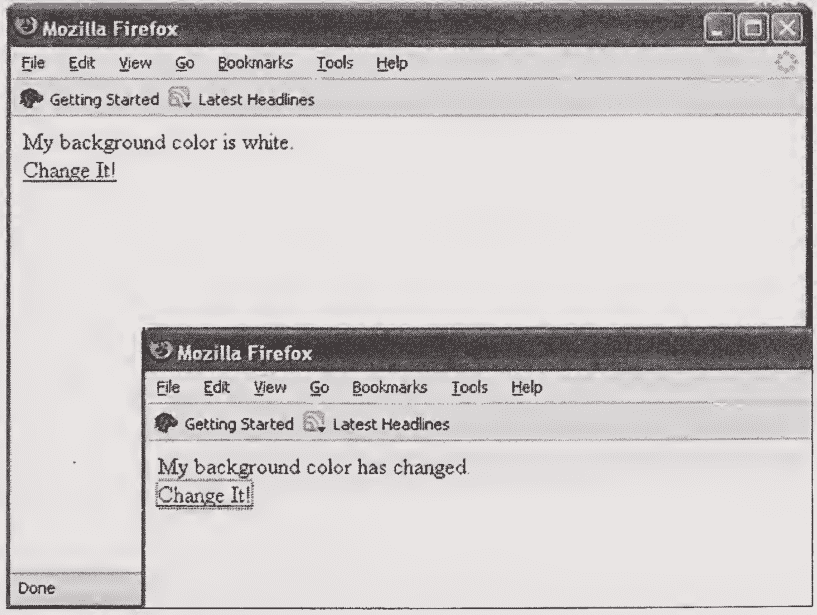 Mozilla Firefox
File Edit View Go Bookmarks Tools Help
Getting Started Latest Headlines
My background color is white.
Change It!
Mozilla Firefox
File Edit View Go Bookmarks Tools Help
Getting Started Latest Headlines
My background color has changed.
Change It!
Done